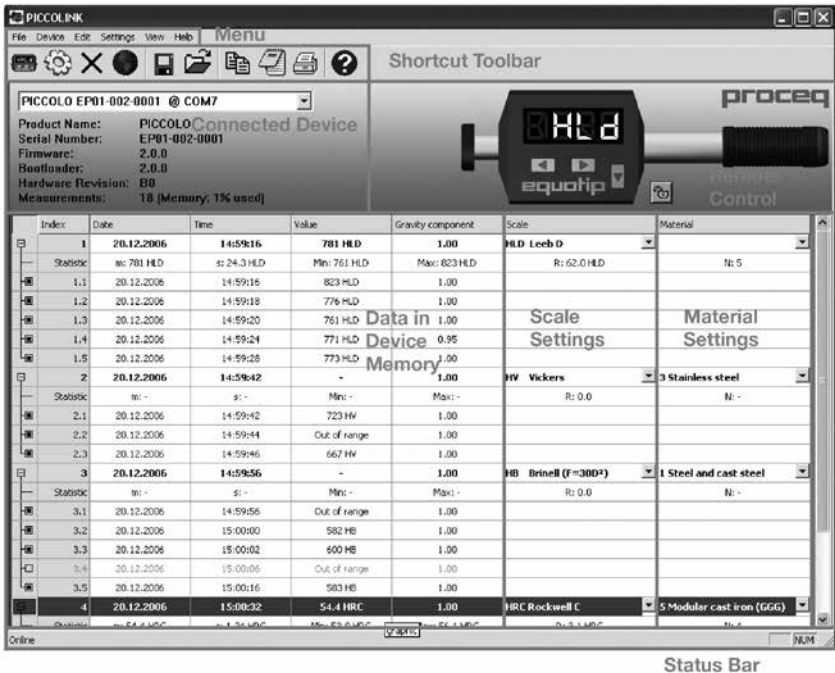 PICCOLINK
File Device Edit Settings View Help Menu
Shortcut Toolbar
PICCOLO EP01-002-0001 @ COM7
Connected Device
Product Name: PICCOLO
Serial Number: EP01-002-0001
Firmware: 2.0.0
Bootloader: 2.0.0
Hardware Revision: B0
Measurements: 18 (Memory: 1% used)
proceq
HLd
equotip
Remote
Control
Index Date Time Value Gravity component Scale Material
1 20.12.2006 14:59:16 781 HLD 1.00 HLD Leeb D
Statistic m: 781 HLD s: 24.3 HLD Min: 761 HLD Max: 823 HLD R: 62.0 HLD N: 5
1.1 20.12.2006 14:59:16 823 HLD 1.00
1.2 20.12.2006 14:59:18 776 HLD 1.00
1.3 20.12.2006 14:59:20 761 HLD 1.00
1.4 20.12.2006 14:59:24 771 HLD 0.95
1.5 20.12.2006 14:59:28 773 HLD 1.00
Data in
Device
Memory
Scale
Settings
Material
Settings
2 20.12.2006 14:59:42 - 1.00 HV Vickers 3 Stainless steel
Statistic m: - s: - Min: - Max: - R: 0.0 N: -
2.1 20.12.2006 14:59:42 723 HV 1.00
2.2 20.12.2006 14:59:44 Out of range 1.00
2.3 20.12.2006 14:59:46 667 HV 1.00
3 20.12.2006 14:59:56 - 1.00 HB Brinell (F=30D²) 1 Steel and cast steel
Statistic m: - s: - Min: - Max: - R: 0.0 N: -
3.1 20.12.2006 14:59:56 Out of range 1.00
3.2 20.12.2006 15:00:00 582 HB 1.00
3.3 20.12.2006 15:00:02 600 HB 1.00
3.4 20.12.2006 15:00:06 Out of range 1.00
3.5 20.12.2006 15:00:16 583 HB 1.00
4 20.12.2006 15:00:32 54.4 HRC 1.00 HRC Rockwell C 5 Modular cast iron (GGG)
graphic
Online NUM
Status Bar